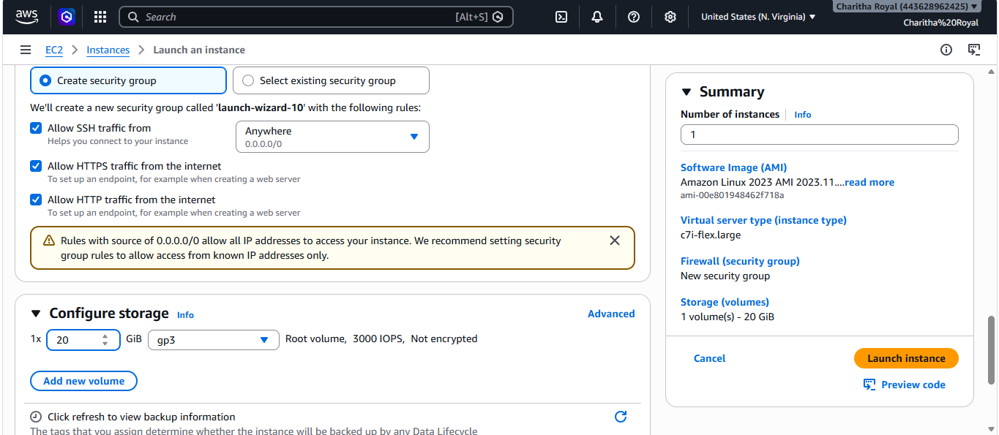 aws
Search [Alt+S]
United States (N. Virginia) ▼
Charitha Royal (443628962425) ▼
Charitha%20Royal
EC2 > Instances > Launch an instance
Create security group
Select existing security group
We'll create a new security group called 'launch-wizard-10' with the following rules:
Allow SSH traffic from
Helps you connect to your instance
Anywhere
0.0.0.0/0
Allow HTTPS traffic from the internet
To set up an endpoint, for example when creating a web server
Allow HTTP traffic from the internet
To set up an endpoint, for example when creating a web server
Rules with source of 0.0.0.0/0 allow all IP addresses to access your instance. We recommend setting security
group rules to allow access from known IP addresses only.
▼ Configure storage Info
Advanced
1x 20 GiB gp3 Root volume, 3000 IOPS, Not encrypted
Add new volume
Click refresh to view backup information
The tags that you assign determine whether the instance will be backed up by any Data Lifecycle
▼ Summary
Number of instances Info
1
Software Image (AMI)
Amazon Linux 2023 AMI 2023.11....read more
ami-00e801948462f718a
Virtual server type (instance type)
c7i-flex.large
Firewall (security group)
New security group
Storage (volumes)
1 volume(s) - 20 GiB
Cancel
Launch instance
Preview code